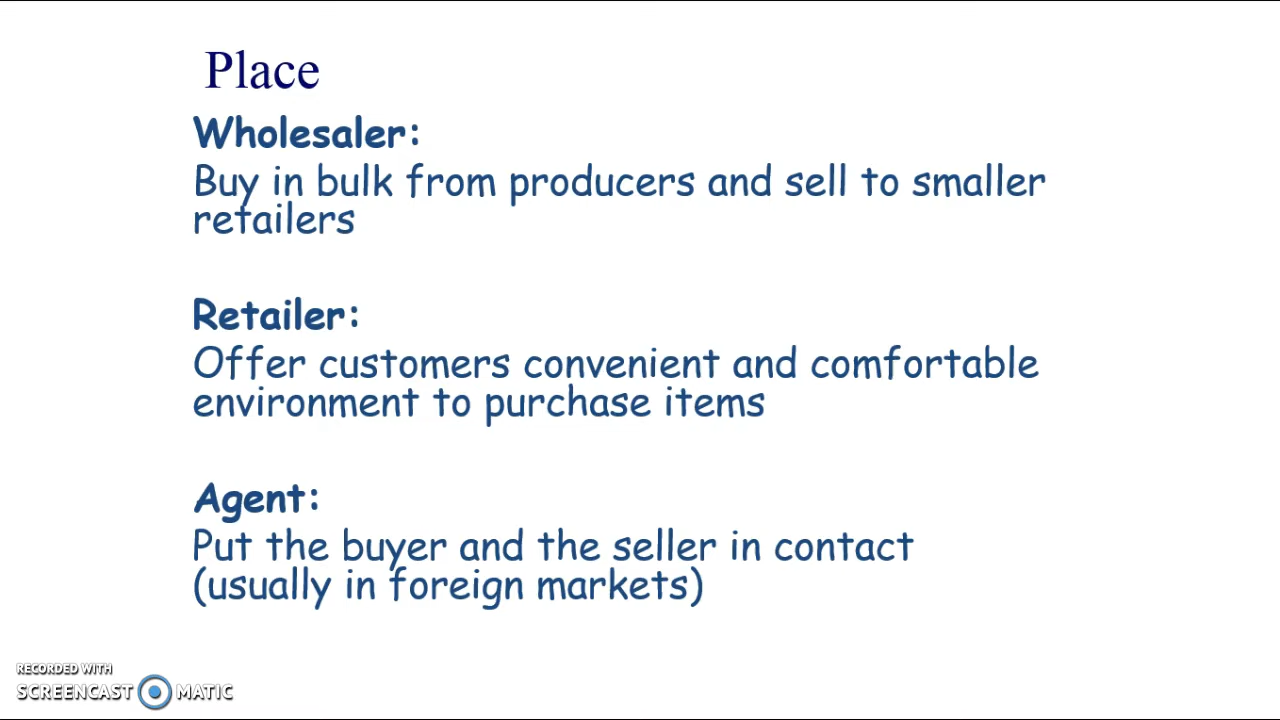 Place
Wholesaler:
Buy in bulk from producers and sell to smaller
retailers
Retailer:
Offer customers convenient and comfortable
environment to purchase items
Agent:
Put the buyer and the seller in contact
(usually in foreign markets)
RECORDED WITH
SCREENCAST MATIC